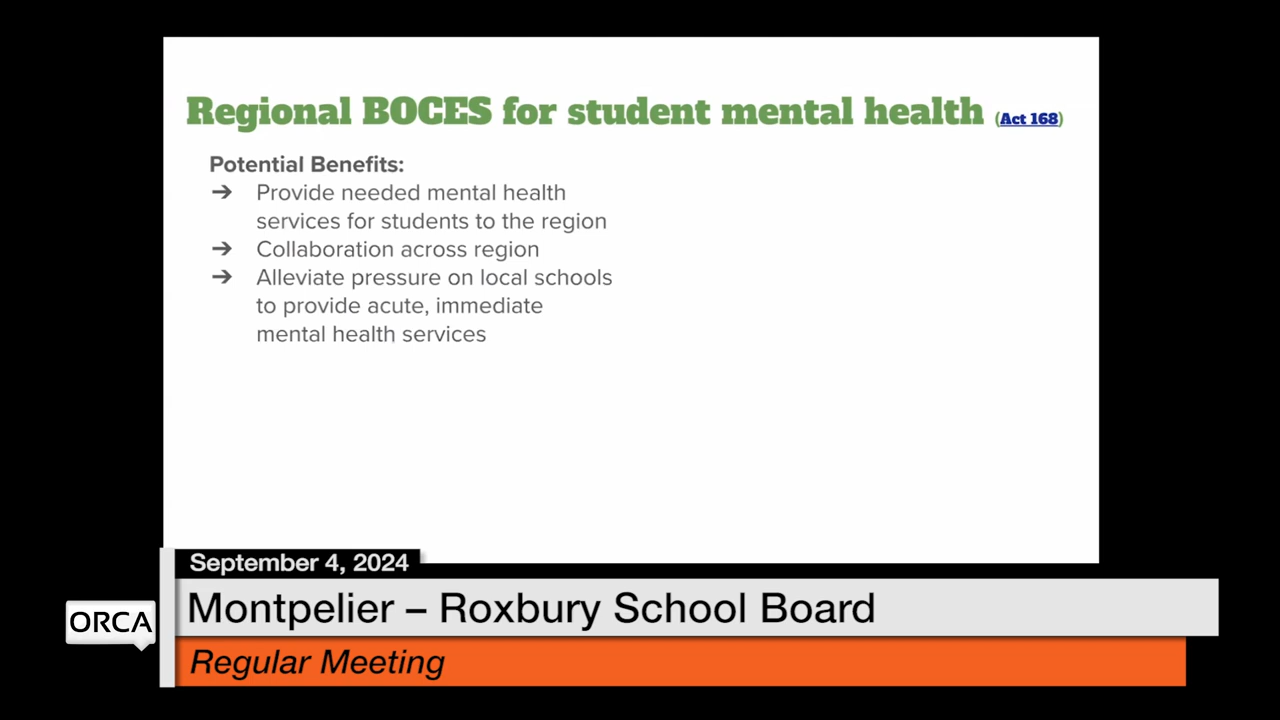 Regional BOCES for student mental health (Act 168)
Potential Benefits:
➔ Provide needed mental health
services for students to the region
➔ Collaboration across region
➔ Alleviate pressure on local schools
to provide acute, immediate
mental health services
September 4, 2024
Montpelier – Roxbury School Board
ORCA
Regular Meeting